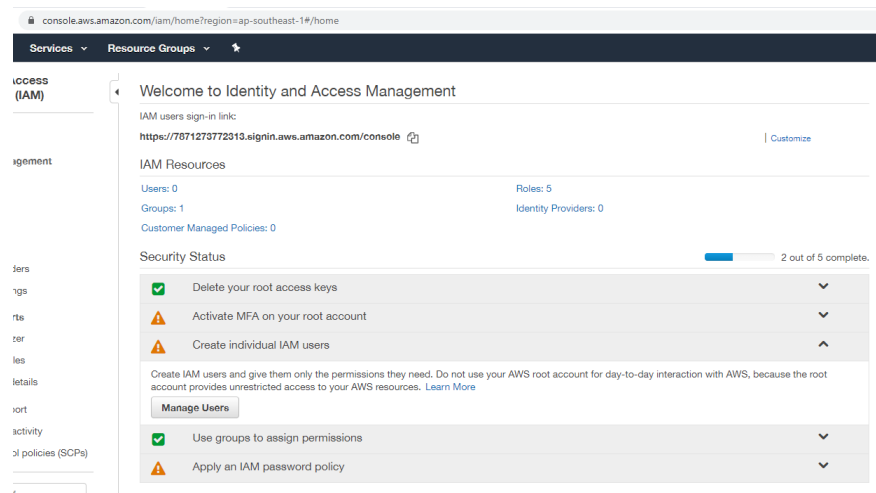 console.aws.amazon.com/iam/home?region=ap-southeast-1#/home
Services
Resource Groups
Access
(IAM)
Welcome to Identity and Access Management
IAM users sign-in link:
https://7871273772313.signin.aws.amazon.com/console
Customize
agement
IAM Resources
Users: 0
Roles: 5
Groups: 1
Identity Providers: 0
Customer Managed Policies: 0
Security Status
2 out of 5 complete.
Delete your root access keys
Activate MFA on your root account
Create individual IAM users
Create IAM users and give them only the permissions they need. Do not use your AWS root account for day-to-day interaction with AWS, because the root
account provides unrestricted access to your AWS resources. Learn More
Manage Users
Use groups to assign permissions
Apply an IAM password policy
ders
ngs
rts
zer
les
details
port
activity
ol policies (SCPs)